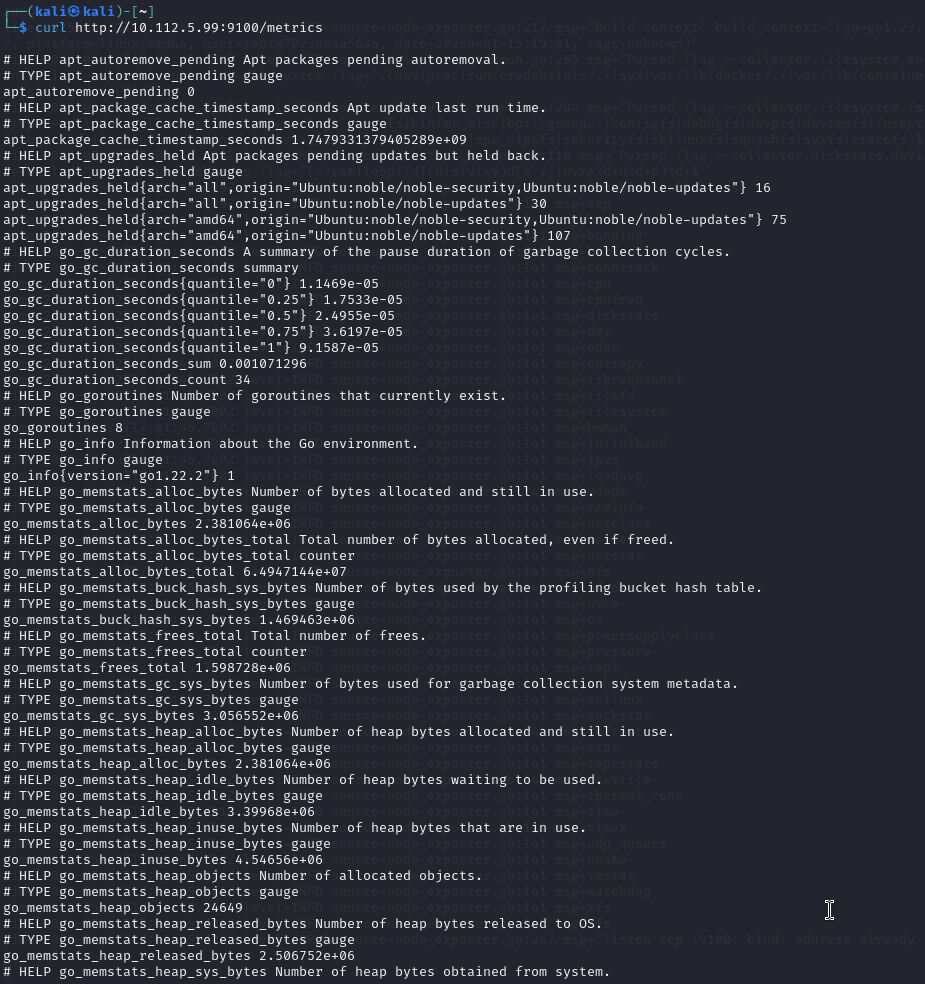 ┌──(kali㉿kali)-[~]
└─$ curl http://10.112.5.99:9100/metrics
# HELP apt_autoremove_pending Apt packages pending autoremoval.
# TYPE apt_autoremove_pending gauge
apt_autoremove_pending 0
# HELP apt_package_cache_timestamp_seconds Apt update last run time.
# TYPE apt_package_cache_timestamp_seconds gauge
apt_package_cache_timestamp_seconds 1.7479331379405289e+09
# HELP apt_upgrades_held Apt packages pending updates but held back.
# TYPE apt_upgrades_held gauge
apt_upgrades_held{arch="all",origin="Ubuntu:noble/noble-security,Ubuntu:noble/noble-updates"} 16
apt_upgrades_held{arch="all",origin="Ubuntu:noble/noble-updates"} 30
apt_upgrades_held{arch="amd64",origin="Ubuntu:noble/noble-security,Ubuntu:noble/noble-updates"} 75
apt_upgrades_held{arch="amd64",origin="Ubuntu:noble/noble-updates"} 107
# HELP go_gc_duration_seconds A summary of the pause duration of garbage collection cycles.
# TYPE go_gc_duration_seconds summary
go_gc_duration_seconds{quantile="0"} 1.1469e-05
go_gc_duration_seconds{quantile="0.25"} 1.7533e-05
go_gc_duration_seconds{quantile="0.5"} 2.4955e-05
go_gc_duration_seconds{quantile="0.75"} 3.6197e-05
go_gc_duration_seconds{quantile="1"} 9.1587e-05
go_gc_duration_seconds_sum 0.001071296
go_gc_duration_seconds_count 34
# HELP go_goroutines Number of goroutines that currently exist.
# TYPE go_goroutines gauge
go_goroutines 8
# HELP go_info Information about the Go environment.
# TYPE go_info gauge
go_info{version="go1.22.2"} 1
# HELP go_memstats_alloc_bytes Number of bytes allocated and still in use.
# TYPE go_memstats_alloc_bytes gauge
go_memstats_alloc_bytes 2.381064e+06
# HELP go_memstats_alloc_bytes_total Total number of bytes allocated, even if freed.
# TYPE go_memstats_alloc_bytes_total counter
go_memstats_alloc_bytes_total 6.4947144e+07
# HELP go_memstats_buck_hash_sys_bytes Number of bytes used by the profiling bucket hash table.
# TYPE go_memstats_buck_hash_sys_bytes gauge
go_memstats_buck_hash_sys_bytes 1.469463e+06
# HELP go_memstats_frees_total Total number of frees.
# TYPE go_memstats_frees_total counter
go_memstats_frees_total 1.598728e+06
# HELP go_memstats_gc_sys_bytes Number of bytes used for garbage collection system metadata.
# TYPE go_memstats_gc_sys_bytes gauge
go_memstats_gc_sys_bytes 3.056552e+06
# HELP go_memstats_heap_alloc_bytes Number of heap bytes allocated and still in use.
# TYPE go_memstats_heap_alloc_bytes gauge
go_memstats_heap_alloc_bytes 2.381064e+06
# HELP go_memstats_heap_idle_bytes Number of heap bytes waiting to be used.
# TYPE go_memstats_heap_idle_bytes gauge
go_memstats_heap_idle_bytes 3.39968e+06
# HELP go_memstats_heap_inuse_bytes Number of heap bytes that are in use.
# TYPE go_memstats_heap_inuse_bytes gauge
go_memstats_heap_inuse_bytes 4.54656e+06
# HELP go_memstats_heap_objects Number of allocated objects.
# TYPE go_memstats_heap_objects gauge
go_memstats_heap_objects 24649
# HELP go_memstats_heap_released_bytes Number of heap bytes released to OS.
# TYPE go_memstats_heap_released_bytes gauge
go_memstats_heap_released_bytes 2.506752e+06
# HELP go_memstats_heap_sys_bytes Number of heap bytes obtained from system.